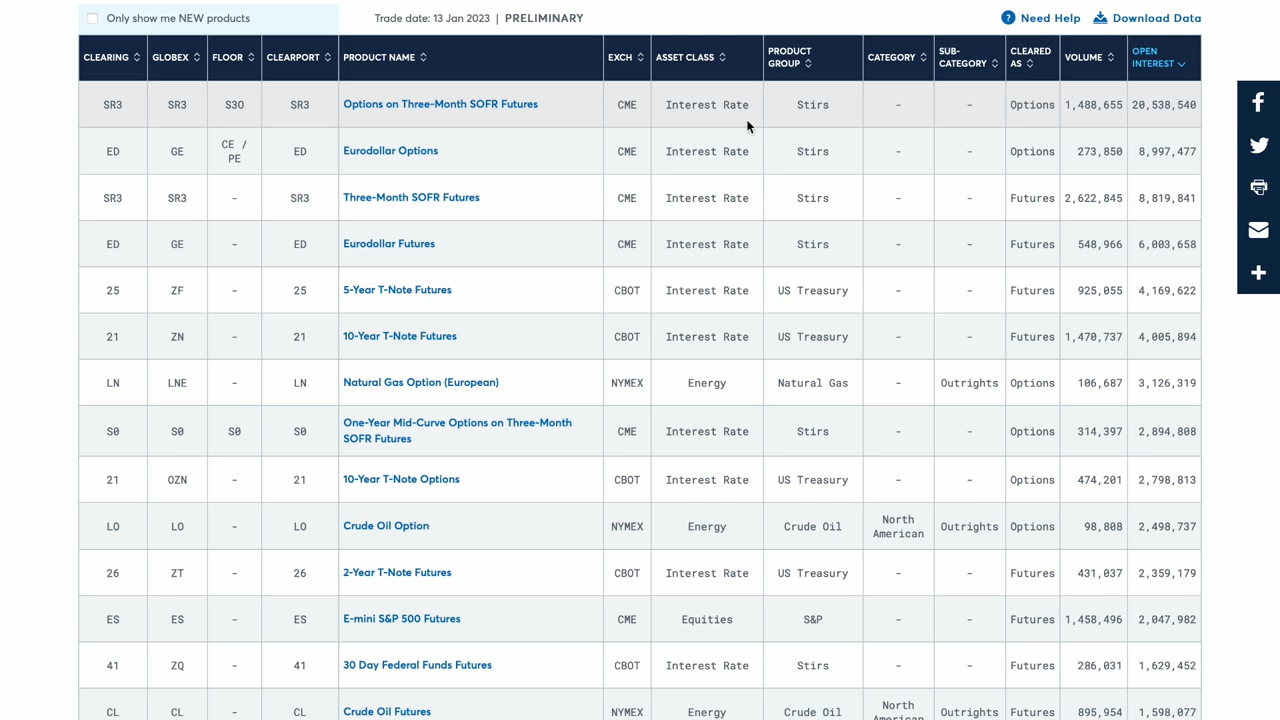 Only show me NEW products
Trade date: 13 Jan 2023 | PRELIMINARY
Need Help
Download Data
CLEARING GLOBEX FLOOR CLEARPORT PRODUCT NAME EXCH ASSET CLASS PRODUCT GROUP CATEGORY SUB-CATEGORY CLEARED AS VOLUME OPEN INTEREST
SR3 SR3 S3O SR3 Options on Three-Month SOFR Futures CME Interest Rate Stirs - - Options 1,488,655 20,538,540
ED GE CE / PE ED Eurodollar Options CME Interest Rate Stirs - - Options 273,850 8,997,477
SR3 SR3 - SR3 Three-Month SOFR Futures CME Interest Rate Stirs - - Futures 2,622,845 8,819,841
ED GE - ED Eurodollar Futures CME Interest Rate Stirs - - Futures 548,966 6,003,658
25 ZF - 25 5-Year T-Note Futures CBOT Interest Rate US Treasury - - Futures 925,055 4,169,622
21 ZN - 21 10-Year T-Note Futures CBOT Interest Rate US Treasury - - Futures 1,470,737 4,005,894
LN LNE - LN Natural Gas Option (European) NYMEX Energy Natural Gas - Outrights Options 106,687 3,126,319
S0 S0 S0 S0 One-Year Mid-Curve Options on Three-Month SOFR Futures CME Interest Rate Stirs - - Options 314,397 2,894,808
21 OZN - 21 10-Year T-Note Options CBOT Interest Rate US Treasury - - Options 474,201 2,798,813
LO LO - LO Crude Oil Option NYMEX Energy Crude Oil North American Outrights Options 98,808 2,498,737
26 ZT - 26 2-Year T-Note Futures CBOT Interest Rate US Treasury - - Futures 431,037 2,359,179
ES ES - ES E-mini S&P 500 Futures CME Equities S&P - - Futures 1,458,496 2,047,982
41 ZQ - 41 30 Day Federal Funds Futures CBOT Interest Rate Stirs - - Futures 286,031 1,629,452
CL CL - CL Crude Oil Futures NYMEX Energy Crude Oil North American Outrights Futures 895,954 1,598,077